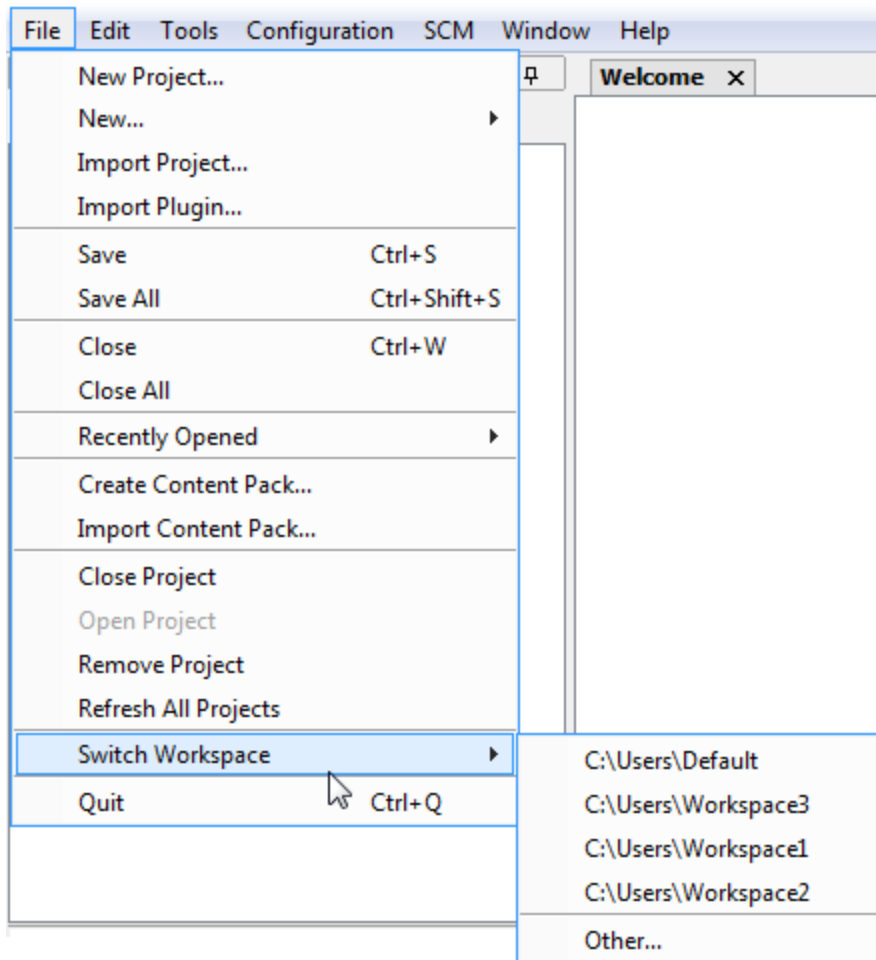 File Edit Tools Configuration SCM Window Help
New Project...
Welcome
New...
Import Project...
Import Plugin...
Save Ctrl+S
Save All Ctrl+Shift+S
Close Ctrl+W
Close All
Recently Opened
Create Content Pack...
Import Content Pack...
Close Project
Open Project
Remove Project
Refresh All Projects
Switch Workspace
C:\Users\Default
Quit Ctrl+Q
C:\Users\Workspace3
C:\Users\Workspace1
C:\Users\Workspace2
Other...